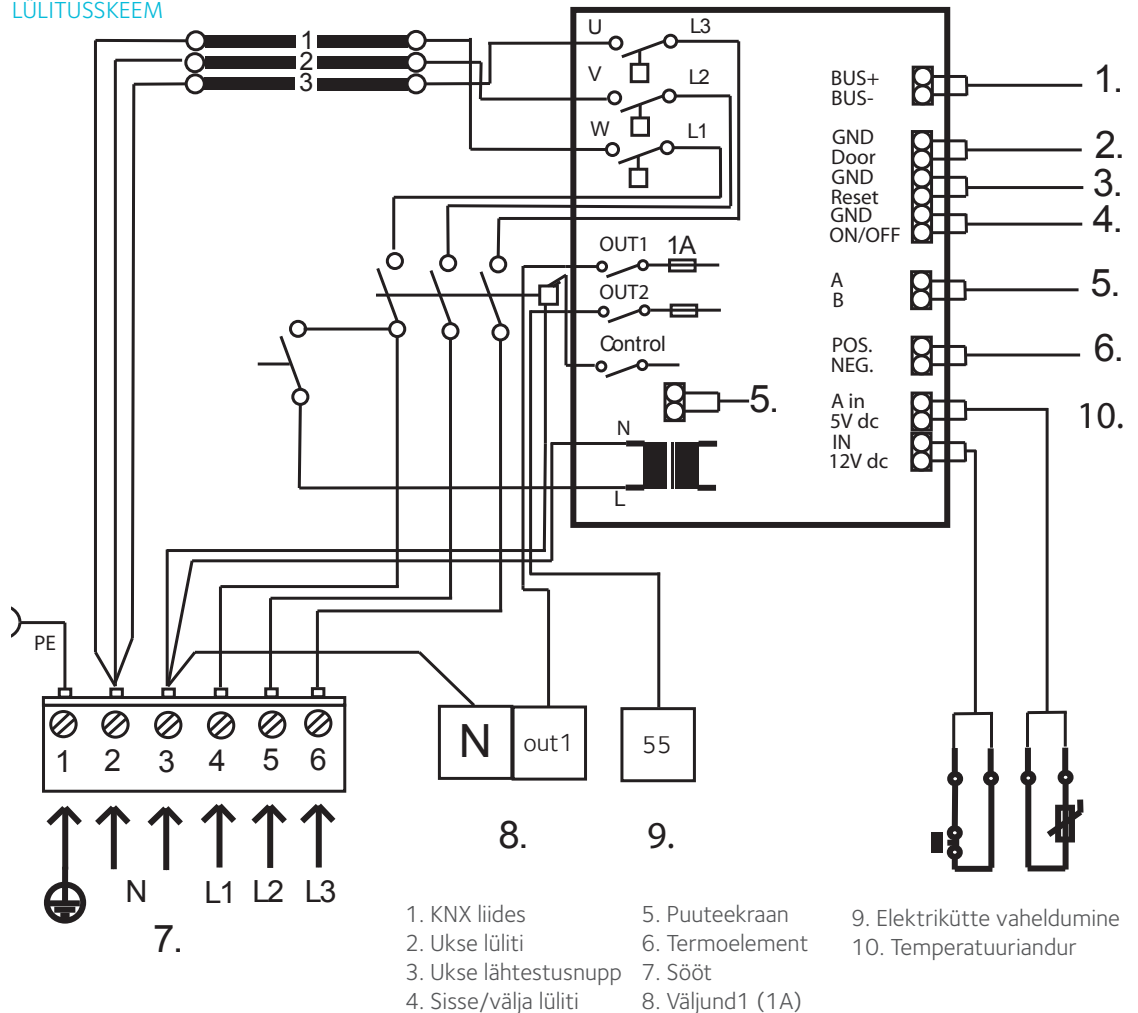 LÜLITUSSKEEM
1
2
3
U
L3
V
L2
W
L1
BUS+
BUS-
1.
GND
Door
2.
GND
Reset
3.
GND
ON/OFF
4.
OUT1
1A
OUT2
A
B
5.
Control
POS.
NEG.
6.
5.
A in
5V dc
10.
IN
12V dc
N
L
PE
1
2
3
4
5
6
N
out1
55
N
L1
L2
L3
7.
8.
9.
1. KNX liides
2. Ukse lüliti
3. Ukse lähtestusnupp
4. Sisse/välja lüliti
5. Puuteekraan
6. Termoelement
7. Sööt
8. Väljund1 (1A)
9. Elektrikütte vaheldumine
10. Temperatuuriandur